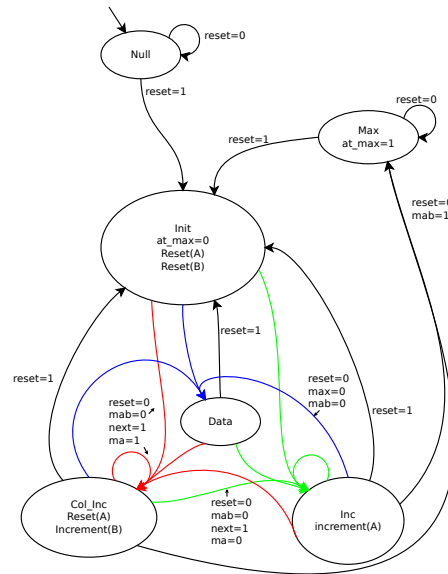 reset=0
Null
reset=1
reset=0
Max
at_max=1
reset=1
reset=0
mab=1
Init
at_max=0
Reset(A)
Reset(B)
reset=1
reset=1
reset=0
mab=0
next=1
ma=1
reset=0
max=0
mab=0
Data
reset=1
Col_Inc
Reset(A)
Increment(B)
reset=0
mab=0
next=1
ma=0
Inc
increment(A)